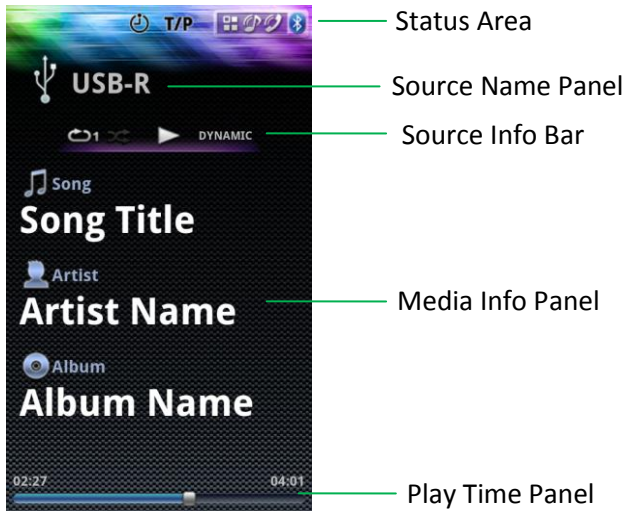 T/P
Status Area
USB-R
Source Name Panel
1
DYNAMIC
Source Info Bar
Song
Song Title
Artist
Artist Name
Media Info Panel
Album
Album Name
02:27
04:01
Play Time Panel